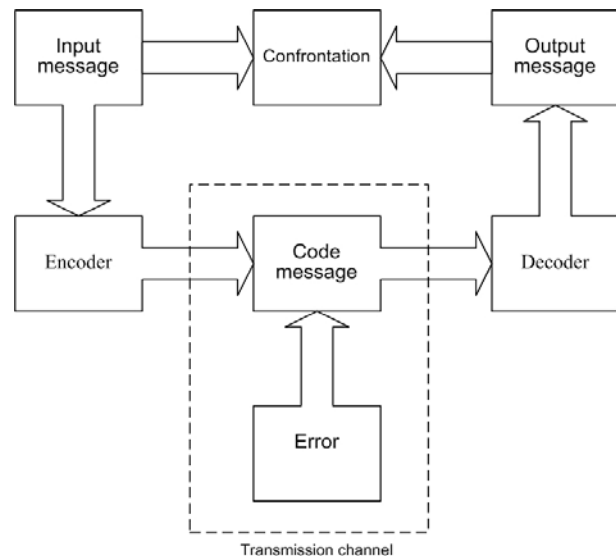 Input
message
Confrontation
Output
message
Encoder
Code
message
Decoder
Error
Transmission channel